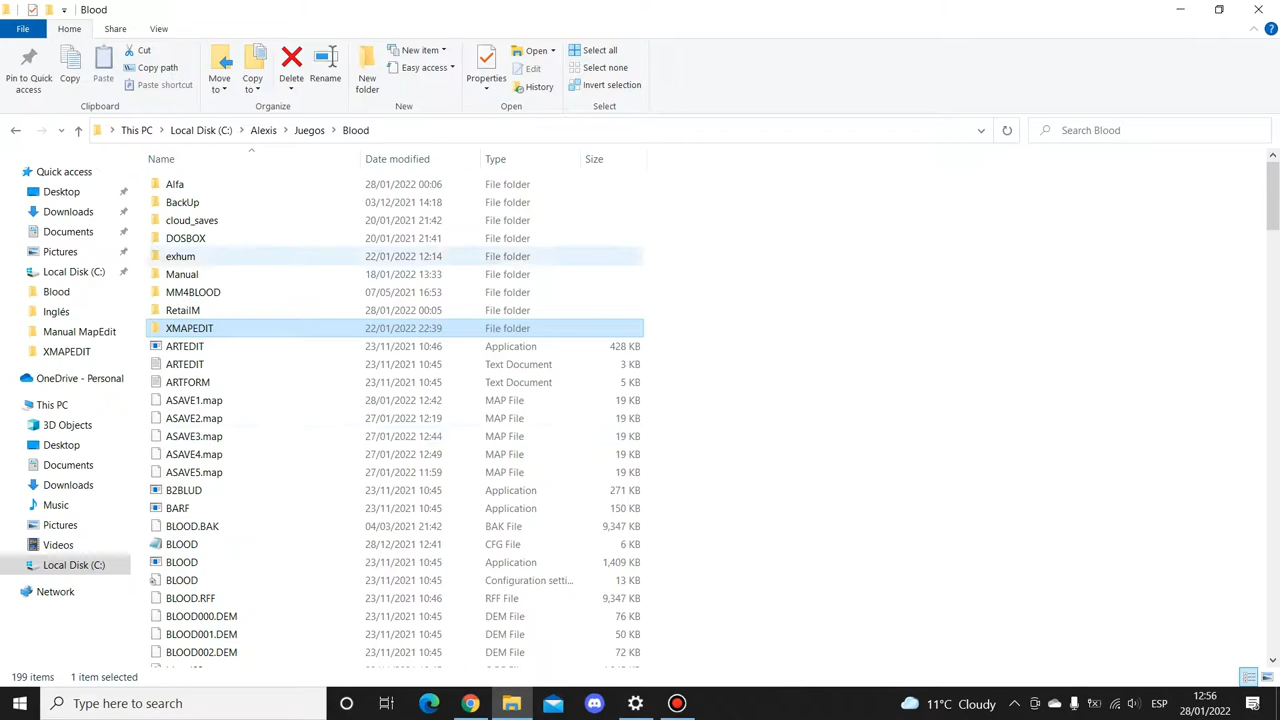 Blood
File Home Share View
Pin to Quick access
Copy
Paste
Cut
Copy path
Paste shortcut
Clipboard
Move to
Copy to
Delete
Rename
Organize
New folder
New item
Easy access
New
Properties
Open
Edit
History
Open
Select all
Select none
Invert selection
Select
This PC Local Disk (C:) Alexis Juegos Blood
Search Blood
Name Date modified Type Size
Quick access
Desktop
Downloads
Documents
Pictures
Local Disk (C:)
Blood
Inglés
Manual MapEdit
XMAPEDIT
OneDrive - Personal
This PC
3D Objects
Desktop
Documents
Downloads
Music
Pictures
Videos
Local Disk (C:)
Network
Alfa 28/01/2022 00:06 File folder
BackUp 03/12/2021 14:18 File folder
cloud_saves 20/01/2021 21:42 File folder
DOSBOX 20/01/2021 21:41 File folder
exhum 22/01/2022 12:14 File folder
Manual 18/01/2022 13:33 File folder
MM4BLOOD 07/05/2021 16:53 File folder
RetailM 28/01/2022 00:05 File folder
XMAPEDIT 22/01/2022 22:39 File folder
ARTEDIT 23/11/2021 10:46 Application 428 KB
ARTEDIT 23/11/2021 10:45 Text Document 3 KB
ARTFORM 23/11/2021 10:45 Text Document 5 KB
ASAVE1.map 28/01/2022 12:42 MAP File 19 KB
ASAVE2.map 27/01/2022 12:19 MAP File 19 KB
ASAVE3.map 27/01/2022 12:44 MAP File 19 KB
ASAVE4.map 27/01/2022 12:49 MAP File 19 KB
ASAVE5.map 27/01/2022 11:59 MAP File 19 KB
B2BLUD 23/11/2021 10:45 Application 271 KB
BARF 23/11/2021 10:45 Application 150 KB
BLOOD.BAK 04/03/2021 21:42 BAK File 9,347 KB
BLOOD 28/12/2021 12:41 CFG File 6 KB
BLOOD 23/11/2021 10:45 Application 1,409 KB
BLOOD 23/11/2021 10:45 Configuration setti... 13 KB
BLOOD.RFF 23/11/2021 10:46 RFF File 9,347 KB
BLOOD000.DEM 23/11/2021 10:45 DEM File 76 KB
BLOOD001.DEM 23/11/2021 10:45 DEM File 50 KB
BLOOD002.DEM 23/11/2021 10:45 DEM File 72 KB
199 items 1 item selected
Type here to search
11°C Cloudy
ESP
12:56
28/01/2022